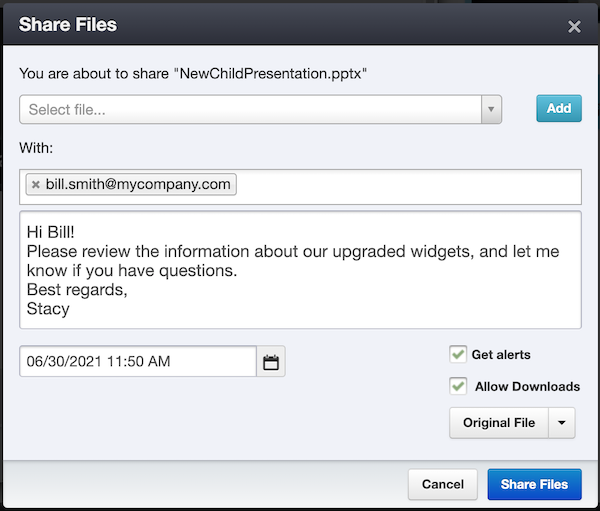 Share Files ×
You are about to share "NewChildPresentation.pptx"
Select file...
Add
With:
× bill.smith@mycompany.com
Hi Bill!
Please review the information about our upgraded widgets, and let me
know if you have questions.
Best regards,
Stacy
06/30/2021 11:50 AM
Get alerts
Allow Downloads
Original File
Cancel
Share Files